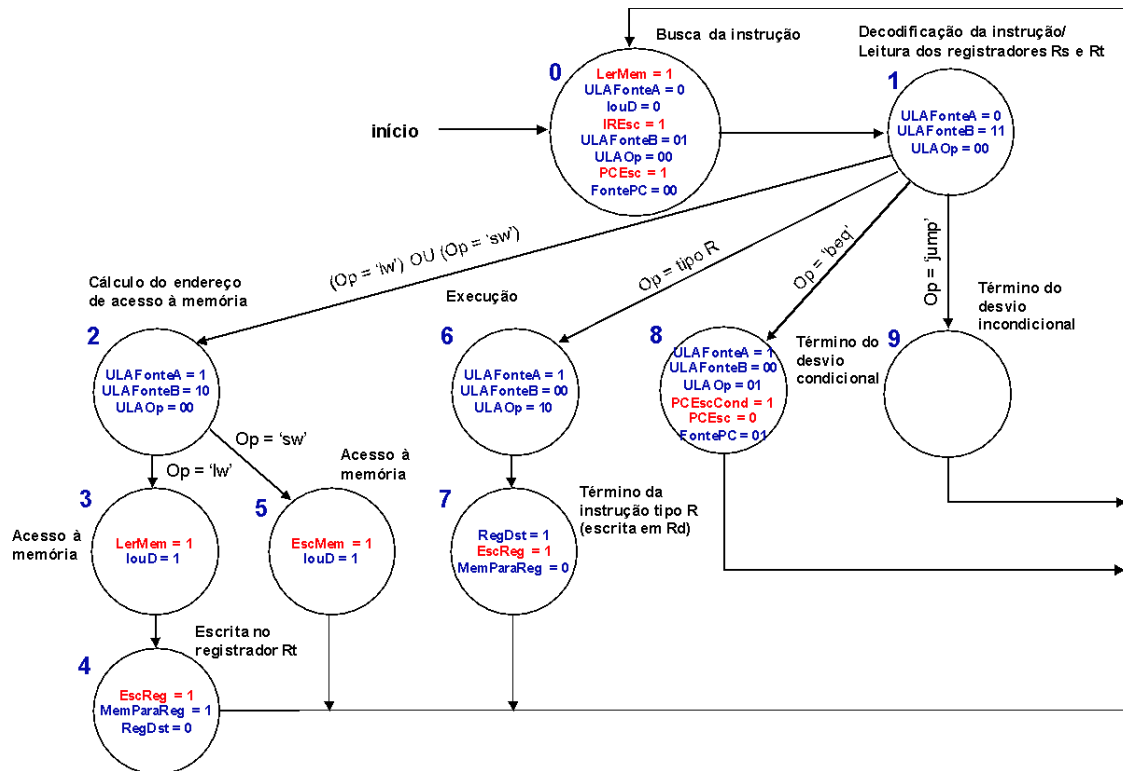 Busca da instrução
Decodificação da instrução/
Leitura dos registradores Rs e Rt
0
LerMem = 1
ULAFonteA = 0
IouD = 0
IREsc = 1
ULAFonteB = 01
ULAOp = 00
PCEsc = 1
FontePC = 00
1
ULAFonteA = 0
ULAFonteB = 11
ULAOp = 00
início
(Op = ‘lw’) OU (Op = ‘sw’)
Op = tipo R
Op = ‘beq’
Op = ‘jump’
Cálculo do endereço
de acesso à memória
2
ULAFonteA = 1
ULAFonteB = 10
ULAOp = 00
Execução
6
ULAFonteA = 1
ULAFonteB = 00
ULAOp = 10
8
ULAFonteA = 1
ULAFonteB = 00
ULAOp = 01
PCEscCond = 1
PCEsc = 0
FontePC = 01
Término do
desvio
condicional
9
Término do
desvio
incondicional
Op = ‘lw’
Op = ‘sw’
3
Acesso à
memória
LerMem = 1
IouD = 1
5
Acesso à
memória
EscMem = 1
IouD = 1
7
Término da
instrução tipo R
(escrita em Rd)
RegDst = 1
EscReg = 1
MemParaReg = 0
4
Escrita no
registrador Rt
EscReg = 1
MemParaReg = 1
RegDst = 0